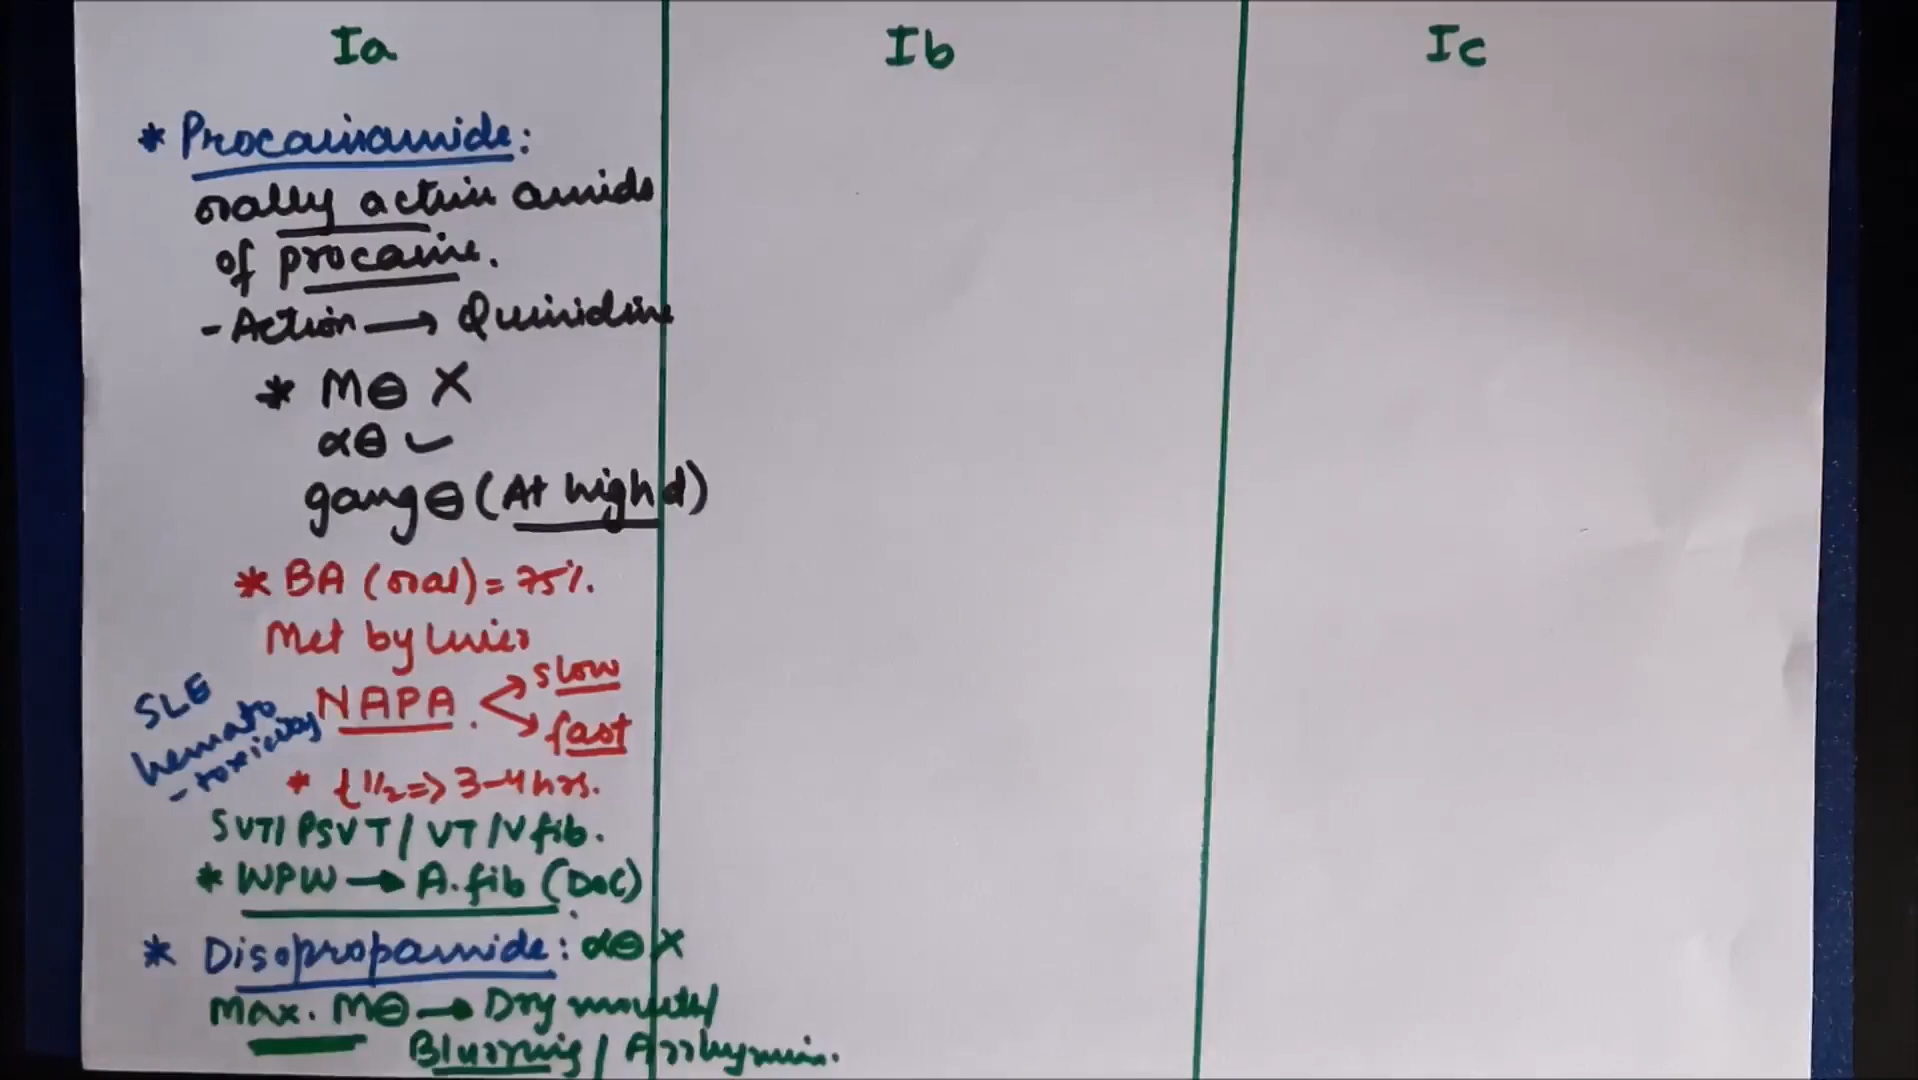 Ia
Ib
Ic
* Procainamide:
orally active amide
of procaine.
- Action → Quinidine
* M⊖ X
α⊖ ✓
gang⊖ (At high d)
* BA (oral) = 75%.
Met by Liver
NAPA. → slow
→ fast
SLE
hemato
- toxicity
* t 1/2 => 3-4 hrs.
SVT/ PSVT / VT / V fib.
* WPW → A.fib (DOC)
* Disopropamide: α⊖ X
Max. M⊖ → Dry mouth/
Blurring / Arrhymia.